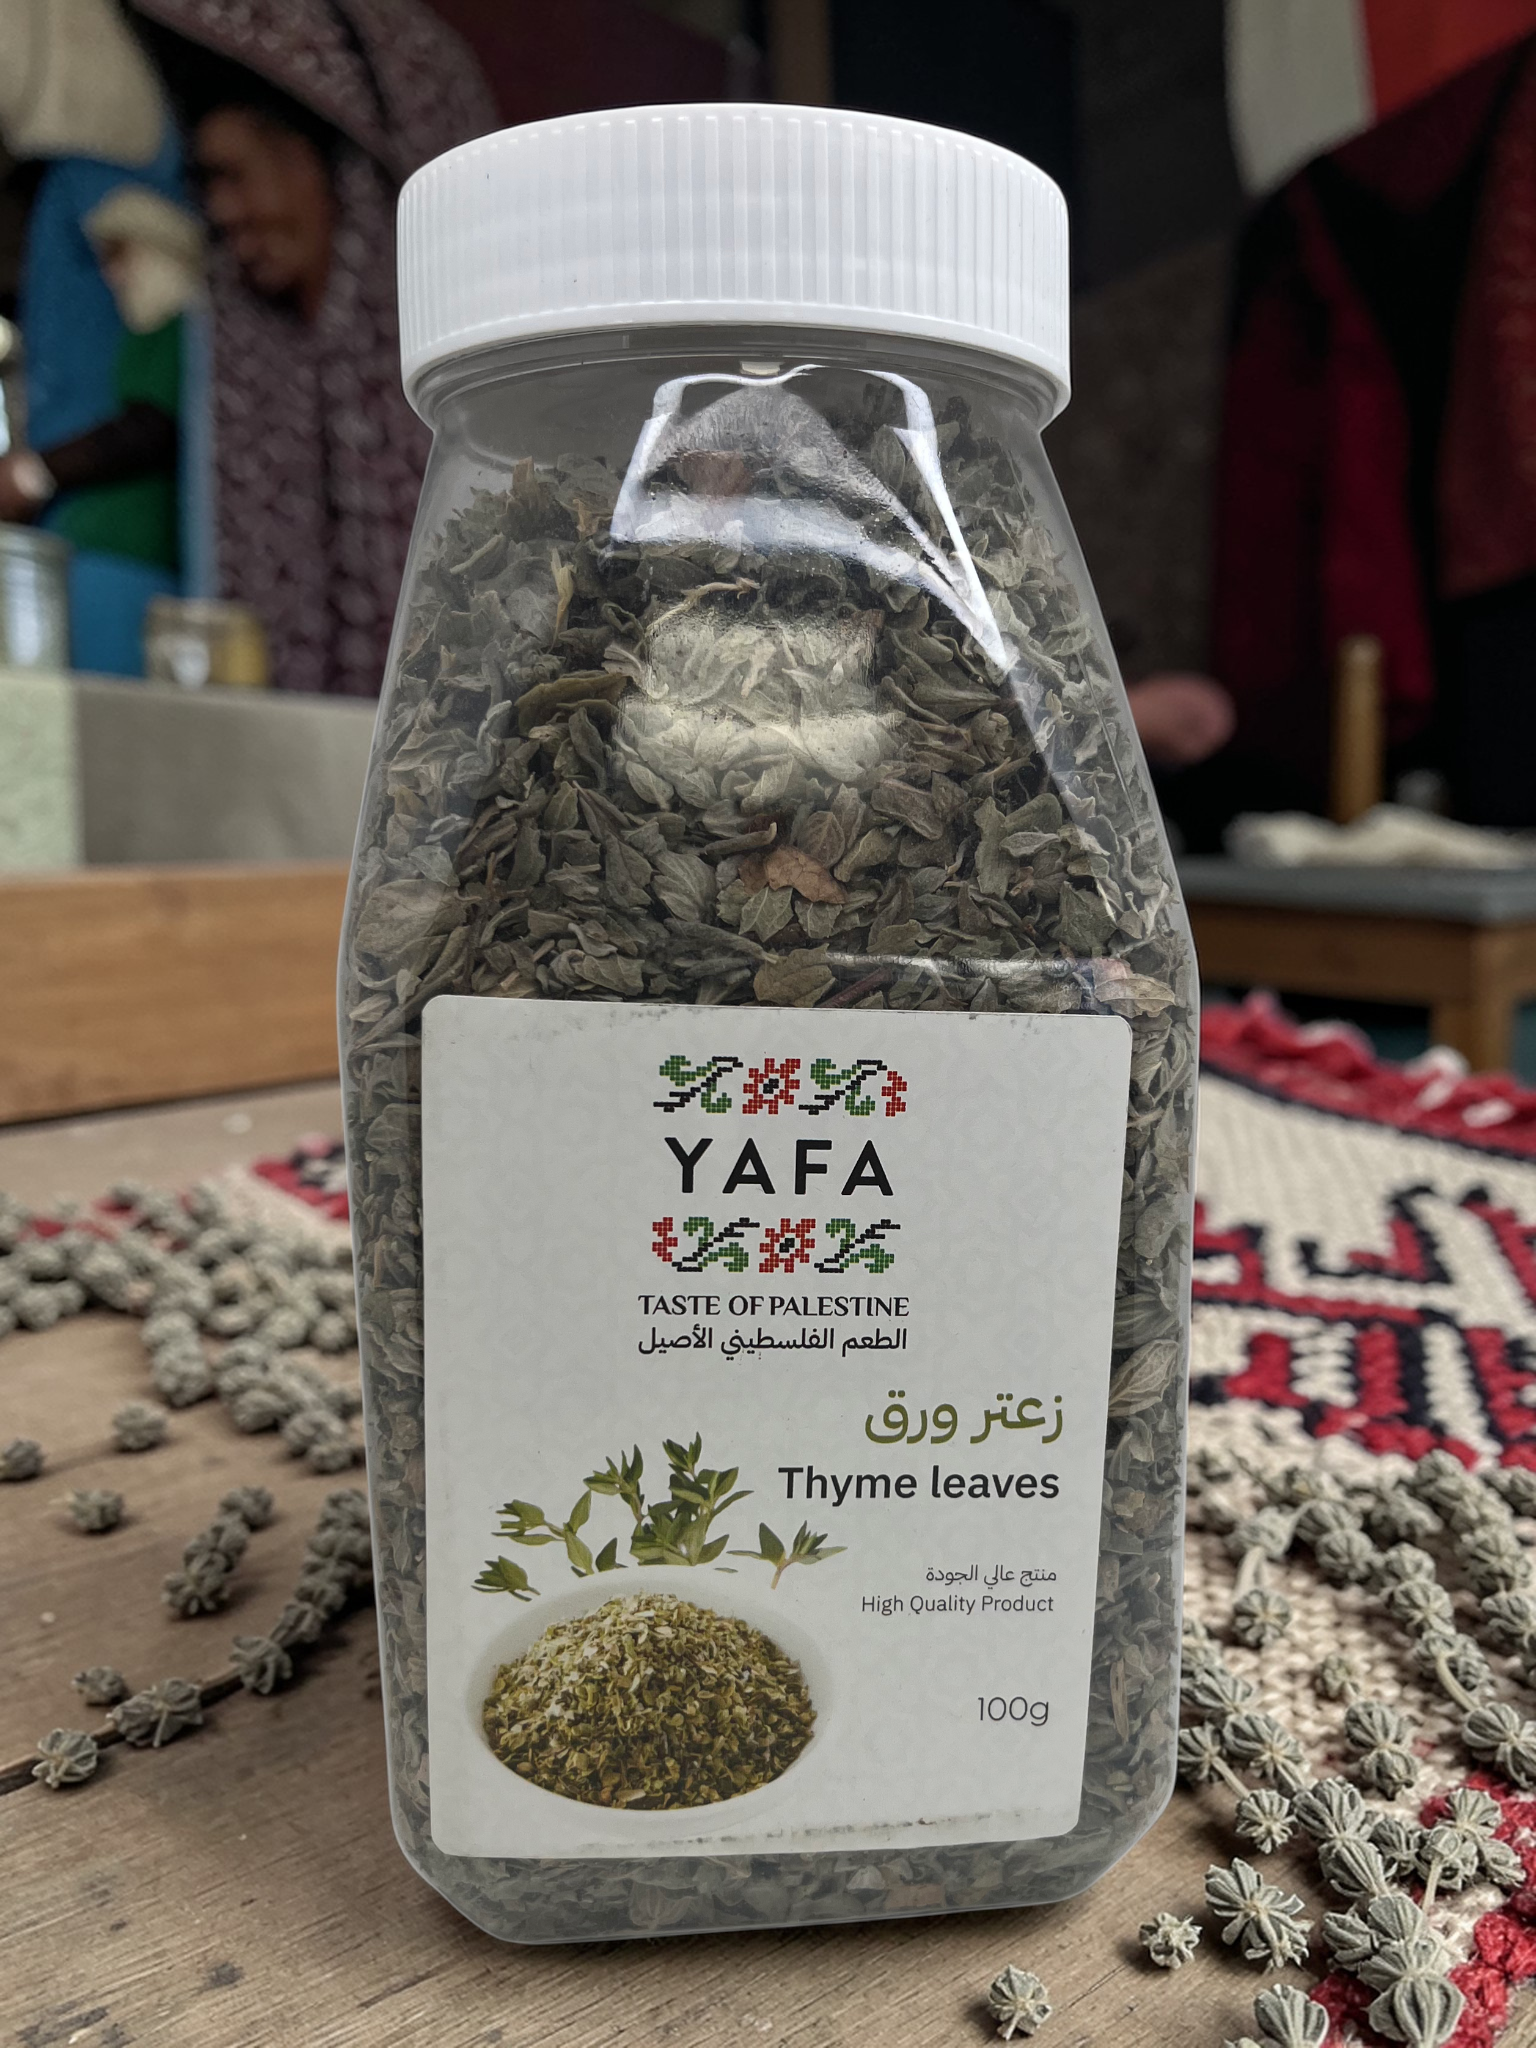 YAFA
TASTE OF PALESTINE
الطعم الفلسطيني الأصيل
زعتر ورق
Thyme leaves
منتج عالي الجودة
High Quality Product
100g